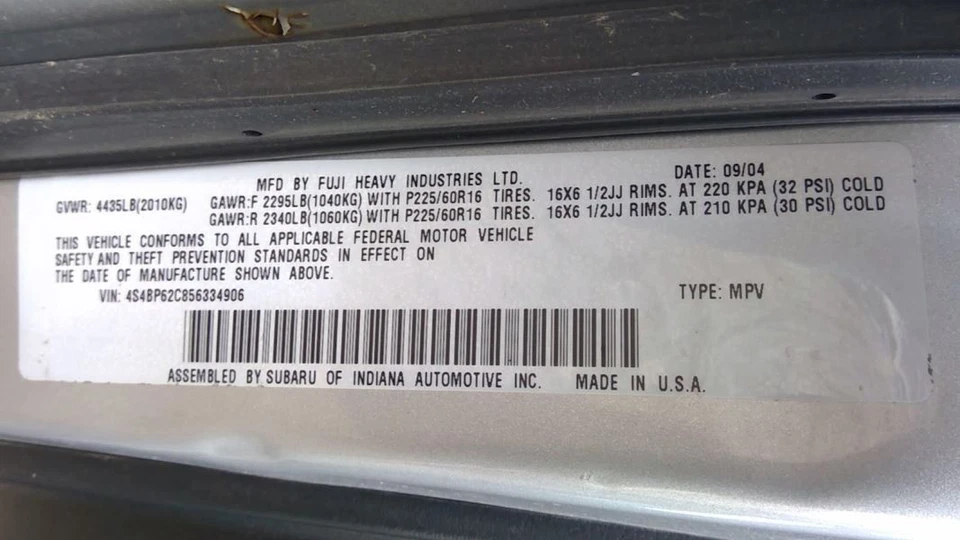 MFD BY FUJI HEAVY INDUSTRIES LTD. DATE: 09/04
GVWR: 4435LB(2010KG) GAWR:F 2295LB(1040KG) WITH P225/60R16 TIRES. 16X6 1/2JJ RIMS. AT 220 KPA (32 PSI) COLD
GAWR:R 2340LB(1060KG) WITH P225/60R16 TIRES. 16X6 1/2JJ RIMS. AT 210 KPA (30 PSI) COLD
THIS VEHICLE CONFORMS TO ALL APPLICABLE FEDERAL MOTOR VEHICLE
SAFETY AND THEFT PREVENTION STANDARDS IN EFFECT ON
THE DATE OF MANUFACTURE SHOWN ABOVE.
VIN: 4S4BP62C856334906 TYPE: MPV
ASSEMBLED BY SUBARU OF INDIANA AUTOMOTIVE INC. MADE IN U.S.A.